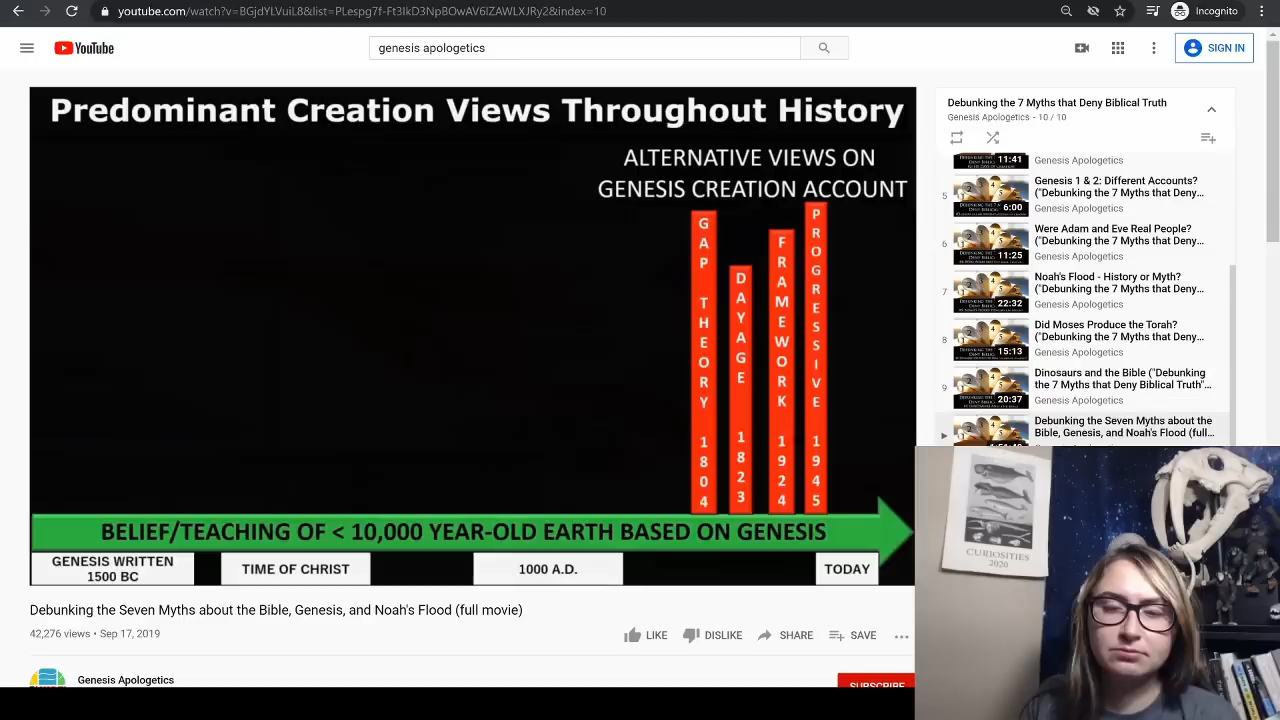 youtube.com/watch?v=BGjdYLVuiL8&list=PLespg7f-Ft3IkD3NpBOwAV6lZAWLXJRy2&index=10
Incognito
YouTube
genesis apologetics
SIGN IN
Predominant Creation Views Throughout History
ALTERNATIVE VIEWS ON
GENESIS CREATION ACCOUNT
GAP THEORY 1804
DAYAGE 1823
FRAMEWORK 1924
PROGRESSIVE 1945
BELIEF/TEACHING OF < 10,000 YEAR-OLD EARTH BASED ON GENESIS
GENESIS WRITTEN
1500 BC
TIME OF CHRIST
1000 A.D.
TODAY
Debunking the Seven Myths about the Bible, Genesis, and Noah's Flood (full movie)
42,276 views • Sep 17, 2019
LIKE
DISLIKE
SHARE
SAVE
Genesis Apologetics
SUBSCRIBE
Debunking the 7 Myths that Deny Biblical Truth
Genesis Apologetics - 10 / 10
11:41
Genesis Apologetics
5
Genesis 1 & 2: Different Accounts?
("Debunking the 7 Myths that Deny...
6:00
Genesis Apologetics
6
Were Adam and Eve Real People?
("Debunking the 7 Myths that Deny...
11:25
Genesis Apologetics
7
Noah's Flood - History or Myth?
("Debunking the 7 Myths that Deny...
22:32
Genesis Apologetics
8
Did Moses Produce the Torah?
("Debunking the 7 Myths that Deny...
15:13
Genesis Apologetics
9
Dinosaurs and the Bible ("Debunking
the 7 Myths that Deny Biblical Truth"...
20:37
Genesis Apologetics
Debunking the Seven Myths about the
Bible, Genesis, and Noah's Flood (full...
CURIOSITIES
2020